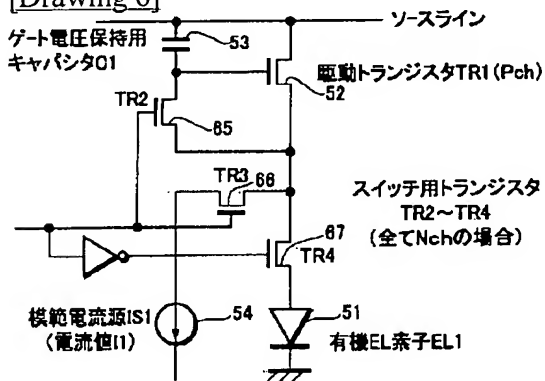 [Drawing 6]
ソースライン
ゲート電圧保持用
キャパシタC1
53
駆動トランジスタTR1(Pch)
52
TR2
65
TR3
66
スイッチ用トランジスタ
TR2〜TR4
(全てNchの場合)
67
TR4
模範電流源IS1
(電流値I1)
54
51
有機EL素子EL1